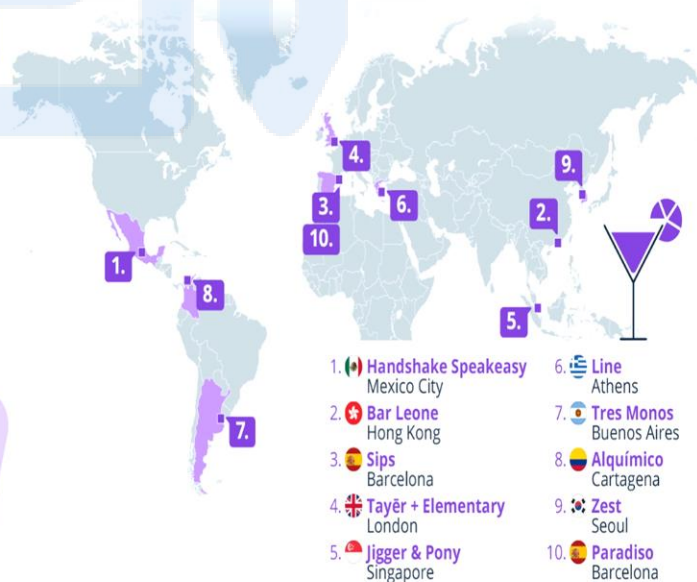 4.
9.
3.
6.
2.
10.
1.
8.
5.
7.
1. Handshake Speakeasy
Mexico City
2. Bar Leone
Hong Kong
3. Sips
Barcelona
4. Tayēr + Elementary
London
5. Jigger & Pony
Singapore
6. Line
Athens
7. Tres Monos
Buenos Aires
8. Alquímico
Cartagena
9. Zest
Seoul
10. Paradiso
Barcelona